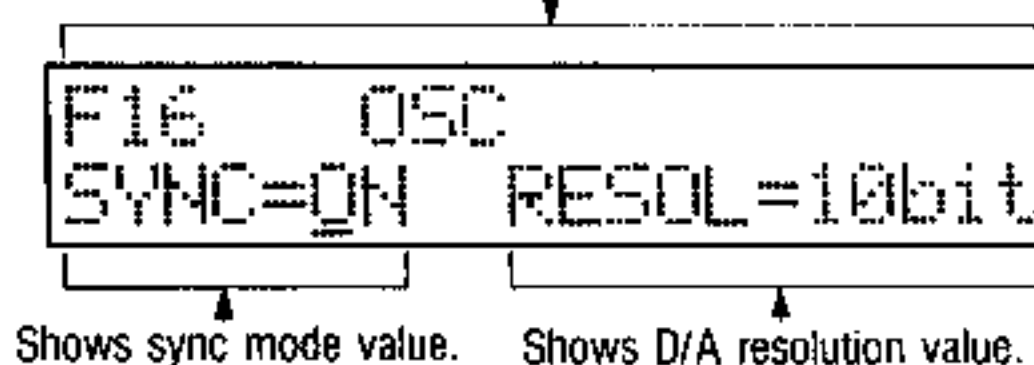 F16 OSC
SYNC=ON RESOL=10bit
Shows sync mode value. Shows D/A resolution value.